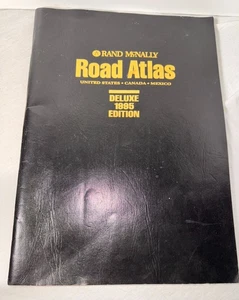 RAND McNALLY
Road Atlas
UNITED STATES • CANADA • MEXICO
DELUXE
1995
EDITION